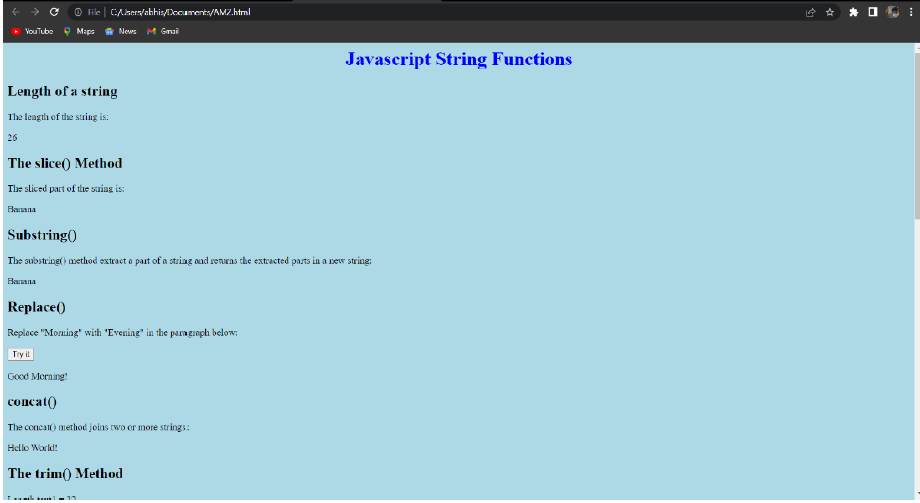 File | C:/Users/abhis/Documents/AMZ.html
YouTube Maps News Gmail
Javascript String Functions
Length of a string
The length of the string is:
26
The slice() Method
The sliced part of the string is:
Banana
Substring()
The substring() method extract a part of a string and returns the extracted parts in a new string:
Banana
Replace()
Replace "Morning" with "Evening" in the paragraph below:
Try it
Good Morning!
concat()
The concat() method joins two or more strings:
Hello World!
The trim() Method